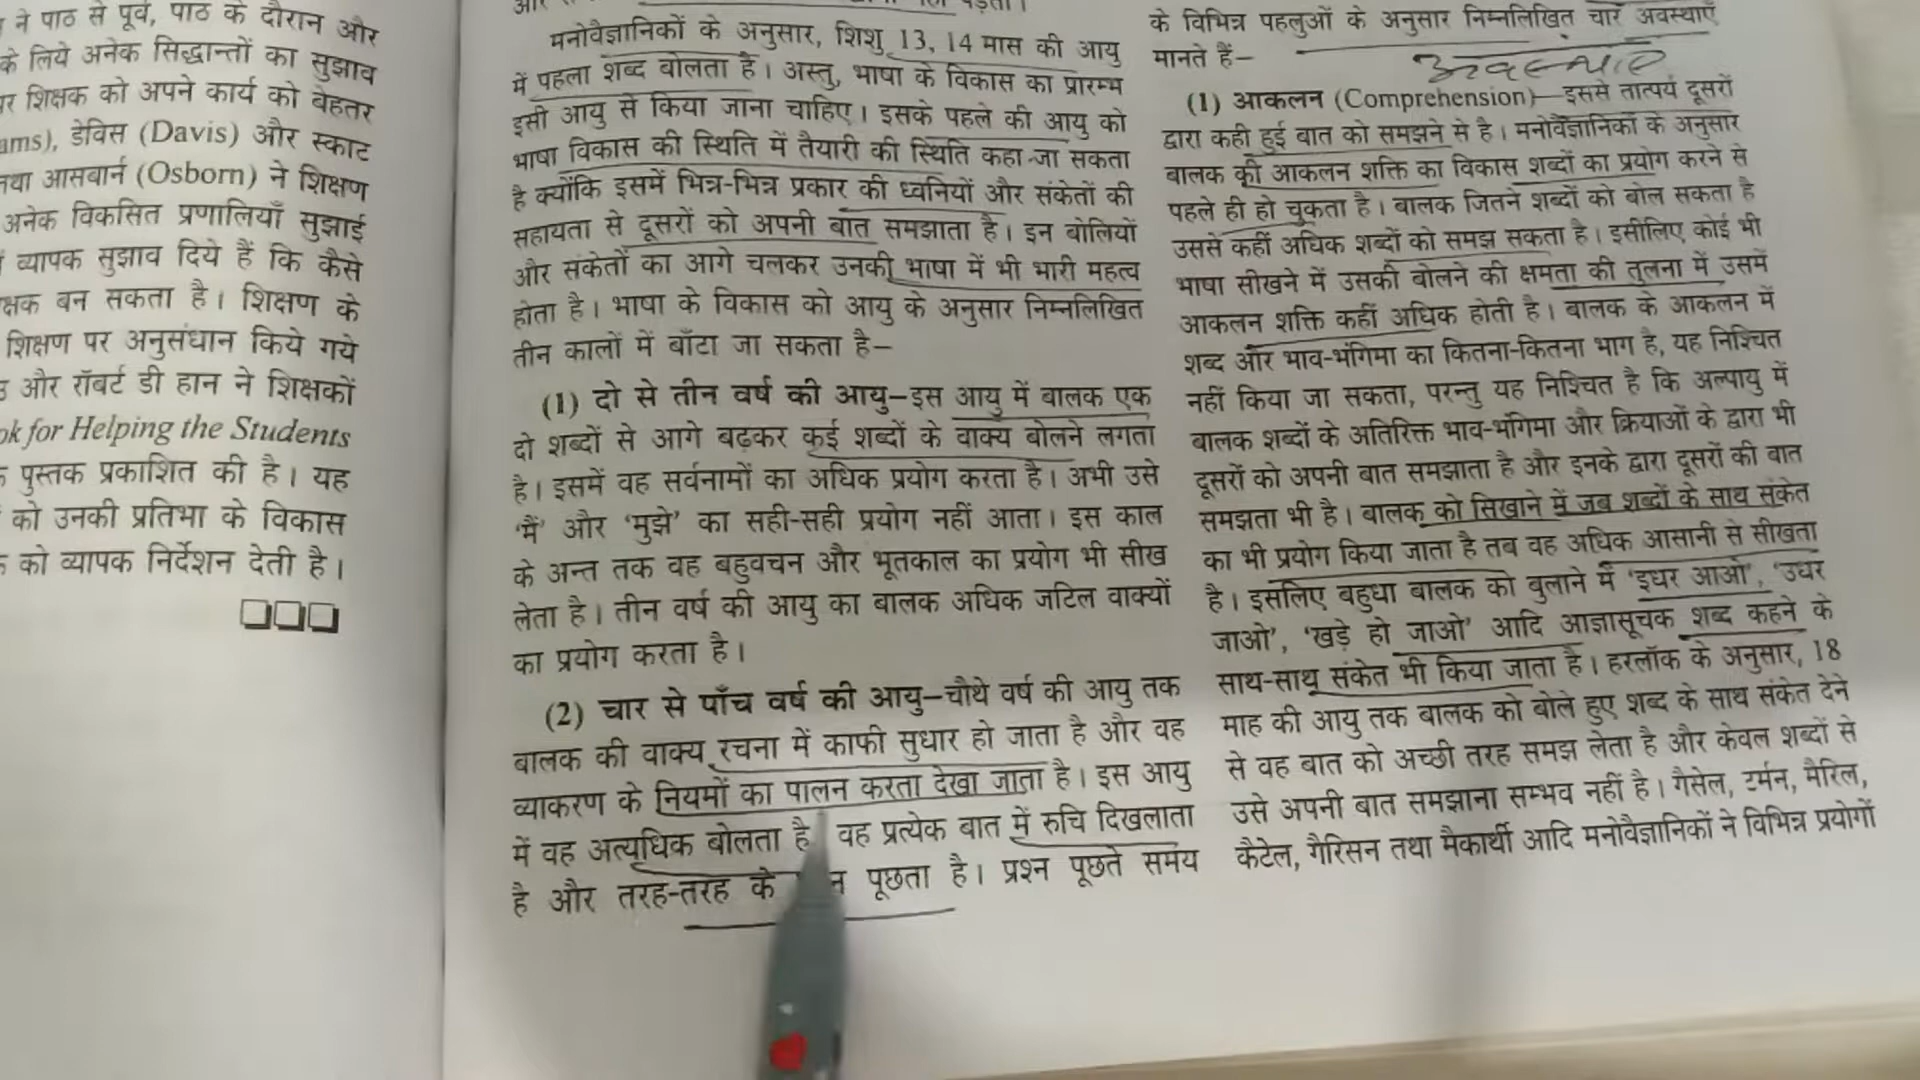 ने पाठ से पूर्व, पाठ के दौरान और
के लिये अनेक सिद्धान्तों का सुझाव
शिक्षक को अपने कार्य को बेहतर
ams), डेविस (Davis) और स्काट
तथा आसबार्न (Osborn) ने शिक्षण
अनेक विकसित प्रणालियाँ सुझाई
व्यापक सुझाव दिये हैं कि कैसे
क्षक बन सकता है। शिक्षण के
शिक्षण पर अनुसंधान किये गये
और रॉबर्ट डी हान ने शिक्षकों
ok for Helping the Students
पुस्तक प्रकाशित की है। यह
को उनकी प्रतिभा के विकास
को व्यापक निर्देशन देती है।
मनोवैज्ञानिकों के अनुसार, शिशु 13, 14 मास की आयु
में पहला शब्द बोलता है। अस्तु, भाषा के विकास का प्रारम्भ
इसी आयु से किया जाना चाहिए। इसके पहले की आयु को
भाषा विकास की स्थिति में तैयारी की स्थिति कहा जा सकता
है क्योंकि इसमें भिन्न-भिन्न प्रकार की ध्वनियों और संकेतों की
सहायता से दूसरों को अपनी बात समझाता है। इन बोलियों
और संकेतों का आगे चलकर उनकी भाषा में भी भारी महत्व
होता है। भाषा के विकास को आयु के अनुसार निम्नलिखित
तीन कालों में बाँटा जा सकता है–
(1) दो से तीन वर्ष की आयु–इस आयु में बालक एक
दो शब्दों से आगे बढ़कर कई शब्दों के वाक्य बोलने लगता
है। इसमें वह सर्वनामों का अधिक प्रयोग करता है। अभी उसे
'मैं' और 'मुझे' का सही-सही प्रयोग नहीं आता। इस काल
के अन्त तक वह बहुवचन और भूतकाल का प्रयोग भी सीख
लेता है। तीन वर्ष की आयु का बालक अधिक जटिल वाक्यों
का प्रयोग करता है।
(2) चार से पाँच वर्ष की आयु–चौथे वर्ष की आयु तक
बालक की वाक्य रचना में काफी सुधार हो जाता है और वह
व्याकरण के नियमों का पालन करता देखा जाता है। इस आयु
में वह अत्यधिक बोलता है वह प्रत्येक बात में रुचि दिखलाता
है और तरह-तरह के पूछता है। प्रश्न पूछते समय
के विभिन्न पहलुओं के अनुसार निम्नलिखित चार अवस्थाएँ
मानते हैं–
अवस्थाएं
(1) आकलन (Comprehension)–इससे तात्पर्य दूसरों
द्वारा कही हुई बात को समझने से है। मनोवैज्ञानिकों के अनुसार
बालक की आकलन शक्ति का विकास शब्दों का प्रयोग करने से
पहले ही हो चुकता है। बालक जितने शब्दों को बोल सकता है
उससे कहीं अधिक शब्दों को समझ सकता है। इसीलिए कोई भी
भाषा सीखने में उसकी बोलने की क्षमता की तुलना में उसमें
आकलन शक्ति कहीं अधिक होती है। बालक के आकलन में
शब्द और भाव-भंगिमा का कितना-कितना भाग है, यह निश्चित
नहीं किया जा सकता, परन्तु यह निश्चित है कि अल्पायु में
बालक शब्दों के अतिरिक्त भाव-भंगिमा और क्रियाओं के द्वारा भी
दूसरों को अपनी बात समझाता है और इनके द्वारा दूसरों की बात
समझता भी है। बालक को सिखाने में जब शब्दों के साथ संकेत
का भी प्रयोग किया जाता है तब वह अधिक आसानी से सीखता
है। इसलिए बहुधा बालक को बुलाने में 'इधर आओ', 'उधर
जाओ', 'खड़े हो जाओ' आदि आज्ञासूचक शब्द कहने के
साथ-साथ संकेत भी किया जाता है। हरलॉक के अनुसार, 18
माह की आयु तक बालक को बोले हुए शब्द के साथ संकेत देने
से वह बात को अच्छी तरह समझ लेता है और केवल शब्दों से
उसे अपनी बात समझाना सम्भव नहीं है। गैसेल, टर्मन, मैरिल,
कैटेल, गैरिसन तथा मैकार्थी आदि मनोवैज्ञानिकों ने विभिन्न प्रयोगों